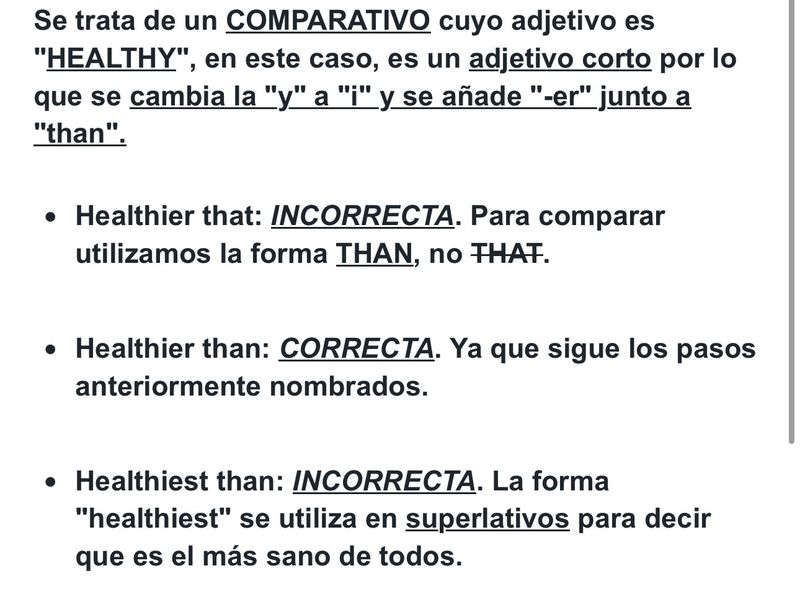 Se trata de un COMPARATIVO cuyo adjetivo es
"HEALTHY", en este caso, es un adjetivo corto por lo
que se cambia la "y" a "i" y se añade "-er" junto a
"than".
• Healthier that: INCORRECTA. Para comparar
utilizamos la forma THAN, no THAT.
• Healthier than: CORRECTA. Ya que sigue los pasos
anteriormente nombrados.
• Healthiest than: INCORRECTA. La forma
"healthiest" se utiliza en superlativos para decir
que es el más sano de todos.